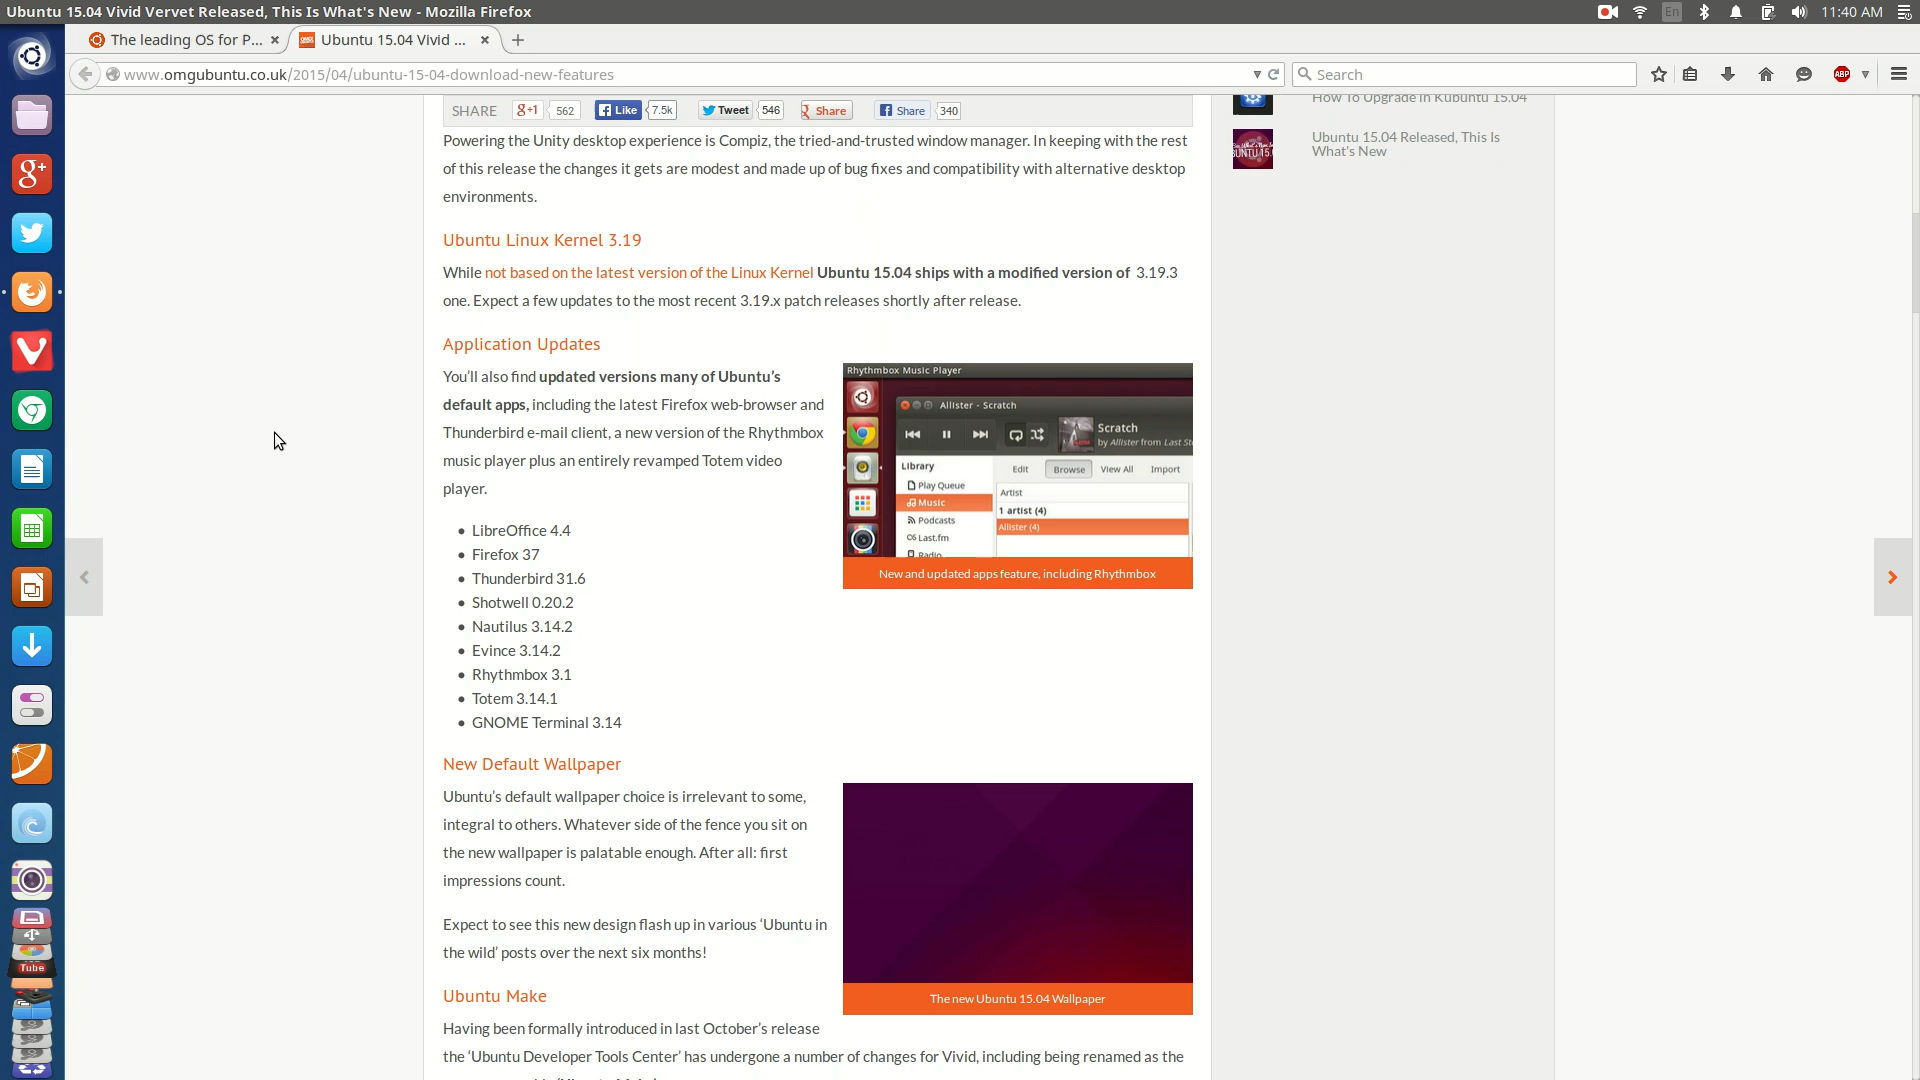 Ubuntu 15.04 Vivid Vervet Released, This Is What's New - Mozilla Firefox
En
11:40 AM
The leading OS for P...
Ubuntu 15.04 Vivid ...
www.omgubuntu.co.uk/2015/04/ubuntu-15-04-download-new-features
Search
ABP
SHARE
g+1
562
Like
7.5k
Tweet
546
Share
Share
340
How To Upgrade in Kubuntu 15.04
Ubuntu 15.04 Released, This Is
What's New
Powering the Unity desktop experience is Compiz, the tried-and-trusted window manager. In keeping with the rest
of this release the changes it gets are modest and made up of bug fixes and compatibility with alternative desktop
environments.
Ubuntu Linux Kernel 3.19
While not based on the latest version of the Linux Kernel Ubuntu 15.04 ships with a modified version of 3.19.3
one. Expect a few updates to the most recent 3.19.x patch releases shortly after release.
Application Updates
You’ll also find updated versions many of Ubuntu’s
default apps, including the latest Firefox web-browser and
Thunderbird e-mail client, a new version of the Rhythmbox
music player plus an entirely revamped Totem video
player.
• LibreOffice 4.4
• Firefox 37
• Thunderbird 31.6
• Shotwell 0.20.2
• Nautilus 3.14.2
• Evince 3.14.2
• Rhythmbox 3.1
• Totem 3.14.1
• GNOME Terminal 3.14
Rhythmbox Music Player
Allister - Scratch
Scratch
by Allister from Last St
Library
Edit
Browse
View All
Import
Play Queue
Music
Podcasts
Last.fm
Radio
Artist
1 artist (4)
Allister (4)
New and updated apps feature, including Rhythmbox
New Default Wallpaper
Ubuntu’s default wallpaper choice is irrelevant to some,
integral to others. Whatever side of the fence you sit on
the new wallpaper is palatable enough. After all: first
impressions count.
Expect to see this new design flash up in various ‘Ubuntu in
the wild’ posts over the next six months!
The new Ubuntu 15.04 Wallpaper
Ubuntu Make
Having been formally introduced in last October’s release
the ‘Ubuntu Developer Tools Center’ has undergone a number of changes for Vivid, including being renamed as the
g+
Tube